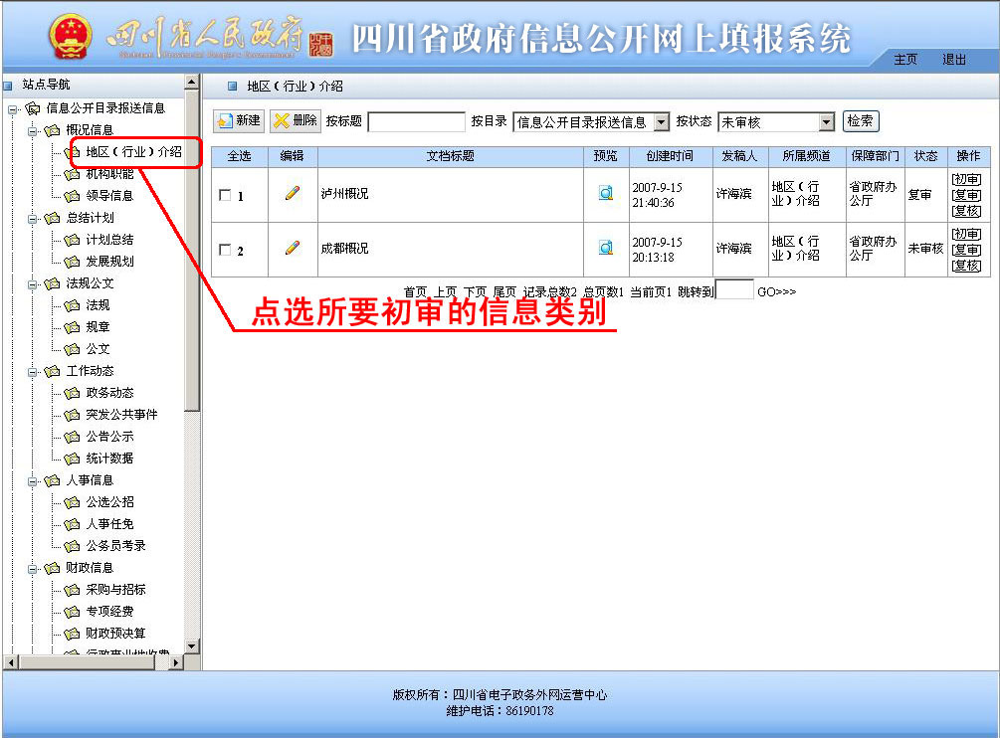 四川省人民政府
四川省政府信息公开网上填报系统
主页 退出
站点导航
信息公开目录报送信息
概况信息
地区（行业）介绍
机构职能
领导信息
总结计划
计划总结
发展规划
法规公文
法规
规章
公文
工作动态
政务动态
突发公共事件
公告公示
统计数据
人事信息
公选公招
人事任免
公务员考录
财政信息
采购与招标
专项经费
财政预决算
行政事业性收费
地区（行业）介绍
新建 删除 按标题 按目录 信息公开目录报送信息 按状态 未审核 检索
全选 编辑 文档标题 预览 创建时间 发稿人 所属频道 保障部门 状态 操作
1 泸州概况 2007-9-15 21:40:36 许海滨 地区（行业）介绍 省政府办公厅 复审 [初审] [复审] [复核]
2 成都概况 2007-9-15 20:13:18 许海滨 地区（行业）介绍 省政府办公厅 未审核 [初审] [复审] [复核]
首页 上页 下页 尾页 记录总数2 总页数1 当前页1 跳转到 GO>>>
点选所要初审的信息类别
版权所有：四川省电子政务外网运营中心
维护电话：86190178